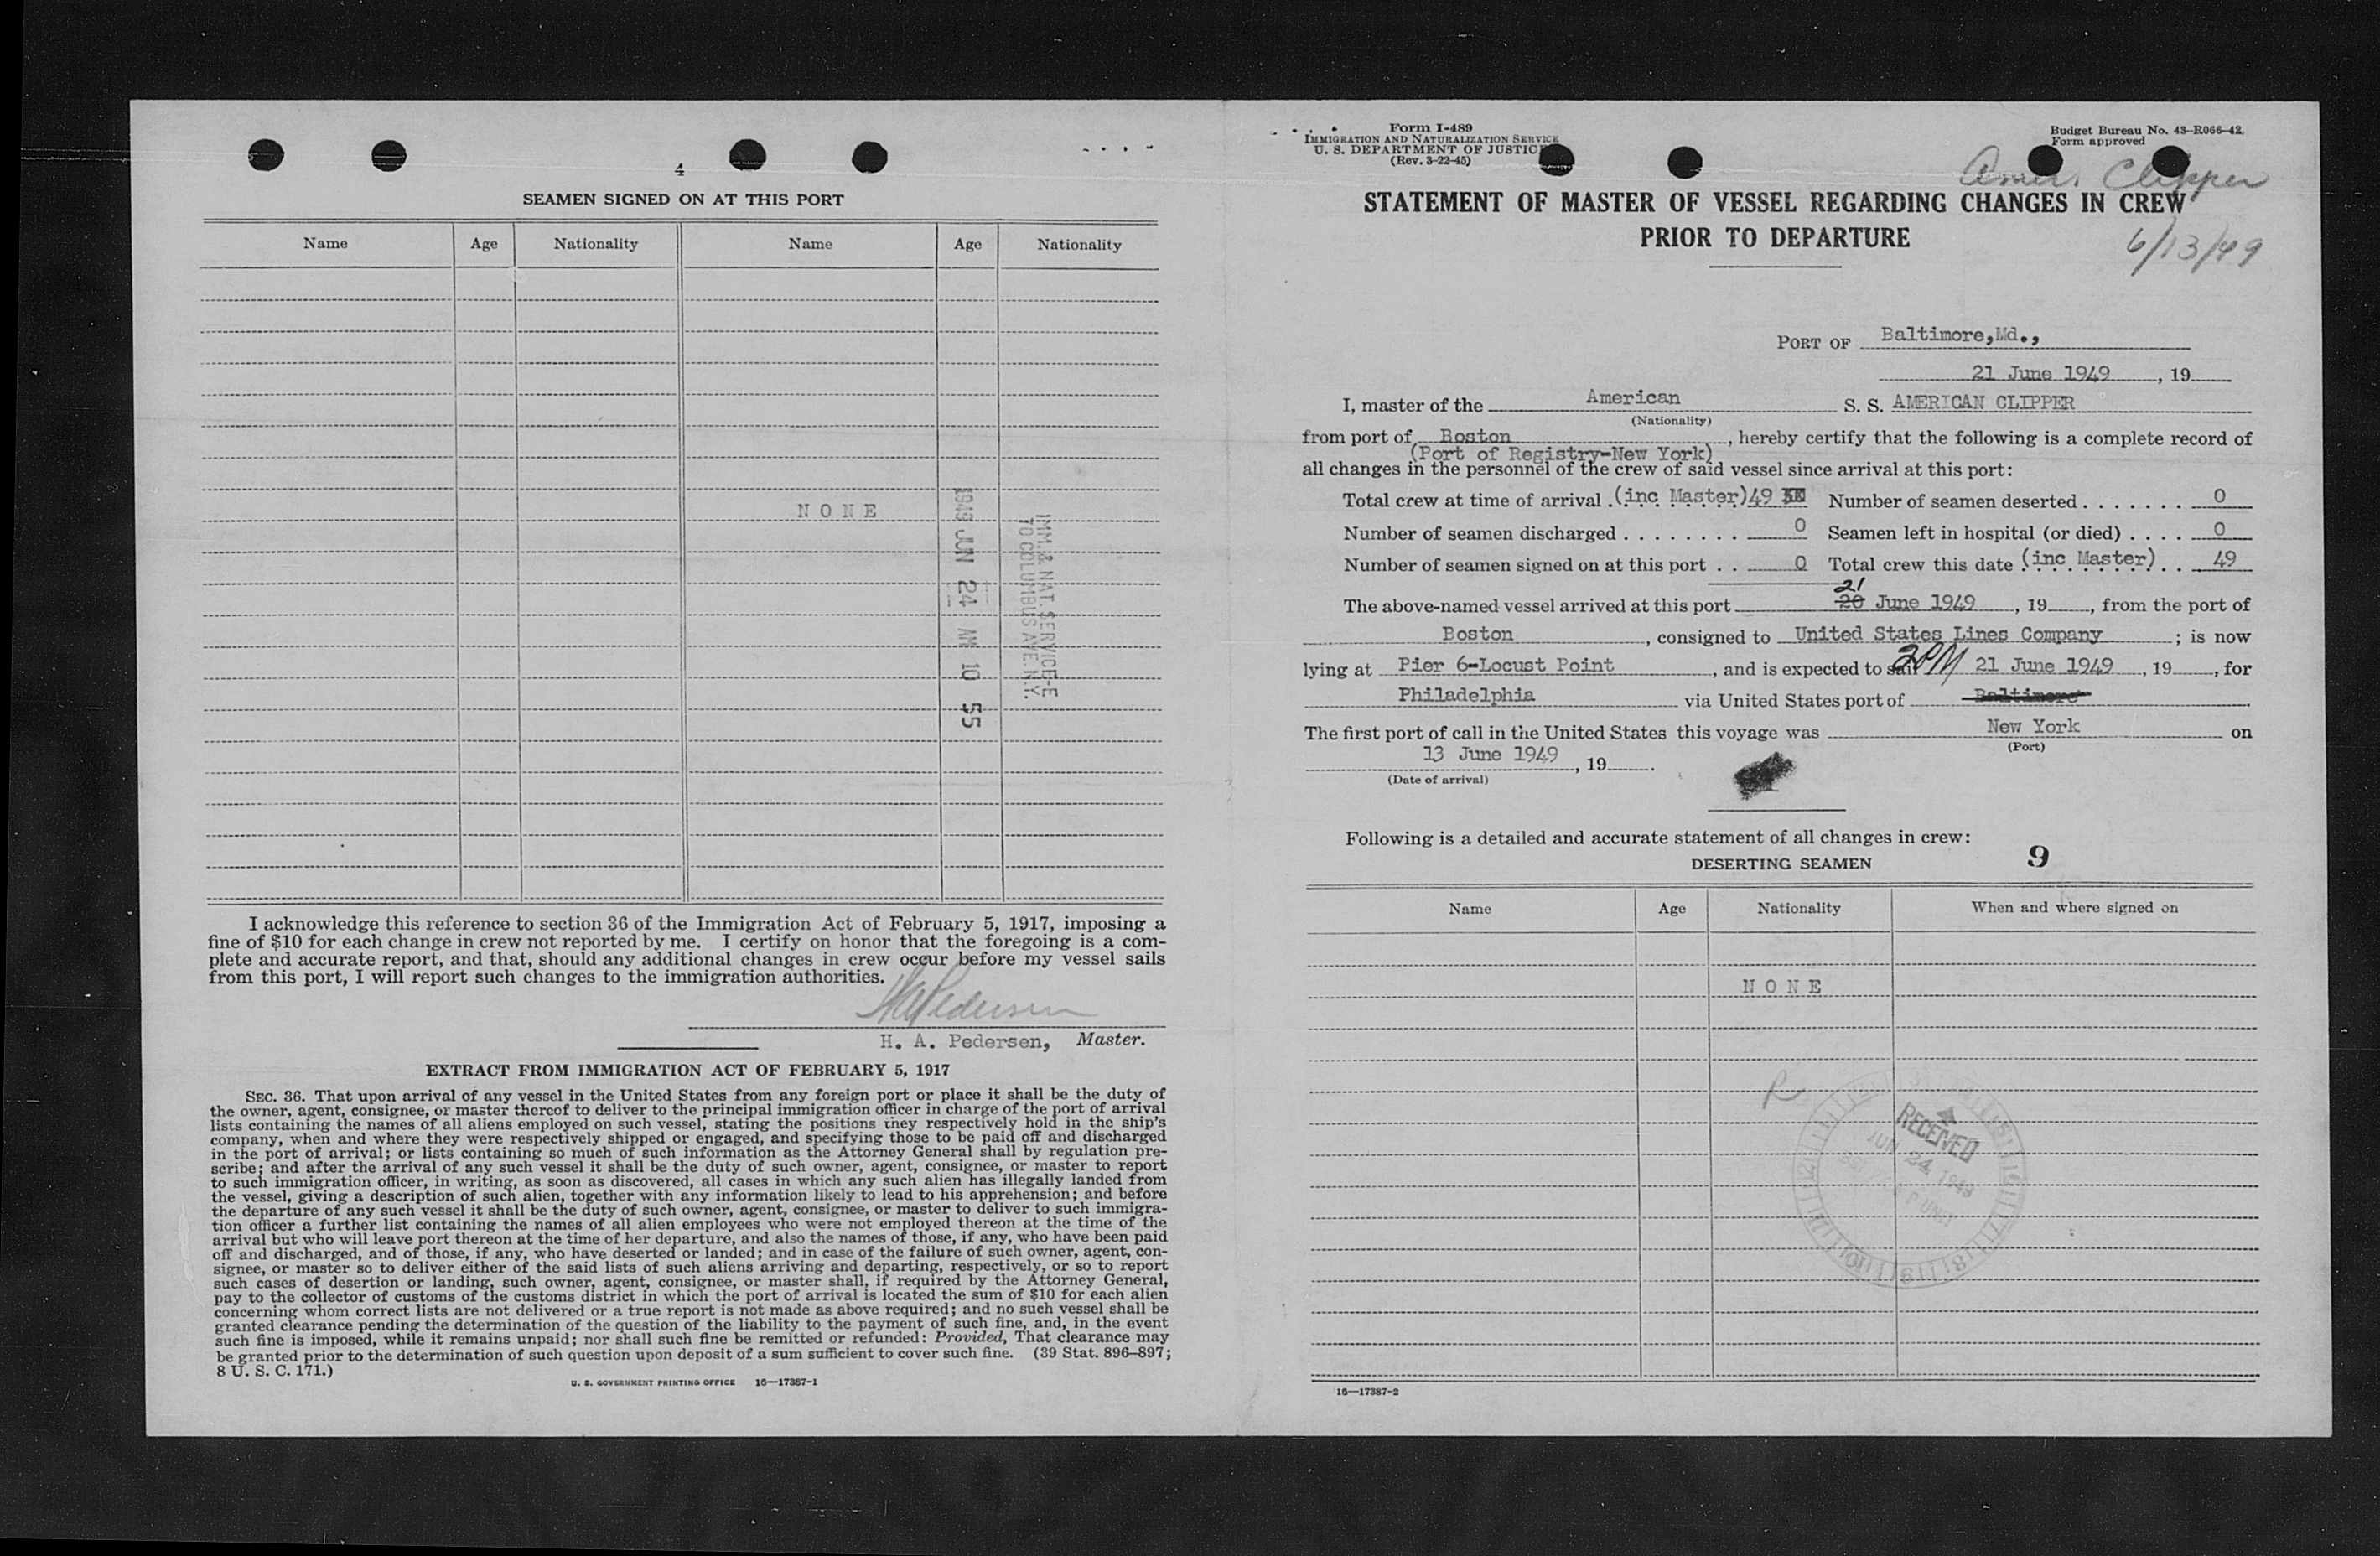 4
SEAMEN SIGNED ON AT THIS PORT
Name Age Nationality Name Age Nationality
NONE
1949 JUN 24 AM 10 55
IMM. & NAT. SERVICE-E
70 COLUMBUS AVE. N.Y.
I acknowledge this reference to section 36 of the Immigration Act of February 5, 1917, imposing a
fine of $10 for each change in crew not reported by me. I certify on honor that the foregoing is a com-
plete and accurate report, and that, should any additional changes in crew occur before my vessel sails
from this port, I will report such changes to the immigration authorities.
HAPedersen
H. A. Pedersen, Master.
EXTRACT FROM IMMIGRATION ACT OF FEBRUARY 5, 1917
SEC. 36. That upon arrival of any vessel in the United States from any foreign port or place it shall be the duty of
the owner, agent, consignee, or master thereof to deliver to the principal immigration officer in charge of the port of arrival
lists containing the names of all aliens employed on such vessel, stating the positions they respectively hold in the ship's
company, when and where they were respectively shipped or engaged, and specifying those to be paid off and discharged
in the port of arrival; or lists containing so much of such information as the Attorney General shall by regulation pre-
scribe; and after the arrival of any such vessel it shall be the duty of such owner, agent, consignee, or master to report
to such immigration officer, in writing, as soon as discovered, all cases in which any such alien has illegally landed from
the vessel, giving a description of such alien, together with any information likely to lead to his apprehension; and before
the departure of any such vessel it shall be the duty of such owner, agent, consignee, or master to deliver to such immigra-
tion officer a further list containing the names of all alien employees who were not employed thereon at the time of the
arrival but who will leave port thereon at the time of her departure, and also the names of those, if any, who have been paid
off and discharged, and of those, if any, who have deserted or landed; and in case of the failure of such owner, agent, con-
signee, or master so to deliver either of the said lists of such aliens arriving and departing, respectively, or so to report
such cases of desertion or landing, such owner, agent, consignee, or master shall, if required by the Attorney General,
pay to the collector of customs of the customs district in which the port of arrival is located the sum of $10 for each alien
concerning whom correct lists are not delivered or a true report is not made as above required; and no such vessel shall be
granted clearance pending the determination of the question of the liability to the payment of such fine, and, in the event
such fine is imposed, while it remains unpaid; nor shall such fine be remitted or refunded: Provided, That clearance may
be granted prior to the determination of such question upon deposit of a sum sufficient to cover such fine. (39 Stat. 896–897;
8 U. S. C. 171.)
U. S. GOVERNMENT PRINTING OFFICE 16—17387-1
Form I-489
IMMIGRATION AND NATURALIZATION SERVICE
U. S. DEPARTMENT OF JUSTICE
(Rev. 3-22-45)
Budget Bureau No. 43–R066–42.
Form approved
Amer. Clipper
STATEMENT OF MASTER OF VESSEL REGARDING CHANGES IN CREW
PRIOR TO DEPARTURE
6/13/49
PORT OF Baltimore,Md.,
21 June 1949, 19
I, master of the American S. S. AMERICAN CLIPPER
(Nationality)
from port of Boston, hereby certify that the following is a complete record of
(Port of Registry-New York)
all changes in the personnel of the crew of said vessel since arrival at this port:
Total crew at time of arrival (inc Master) 49 Number of seamen deserted 0
Number of seamen discharged 0 Seamen left in hospital (or died) 0
Number of seamen signed on at this port 0 Total crew this date (inc Master) 49
21
The above-named vessel arrived at this port 20 June 1949, 19, from the port of
Boston, consigned to United States Lines Company; is now
lying at Pier 6-Locust Point, and is expected to sail 2PM 21 June 1949, 19, for
Philadelphia via United States port of Baltimore
The first port of call in the United States this voyage was New York on
(Port)
13 June 1949, 19.
(Date of arrival)
Following is a detailed and accurate statement of all changes in crew:
9
DESERTING SEAMEN
Name Age Nationality When and where signed on
NONE
R
RECEIVED
JUN 24 1949
16—17387-2